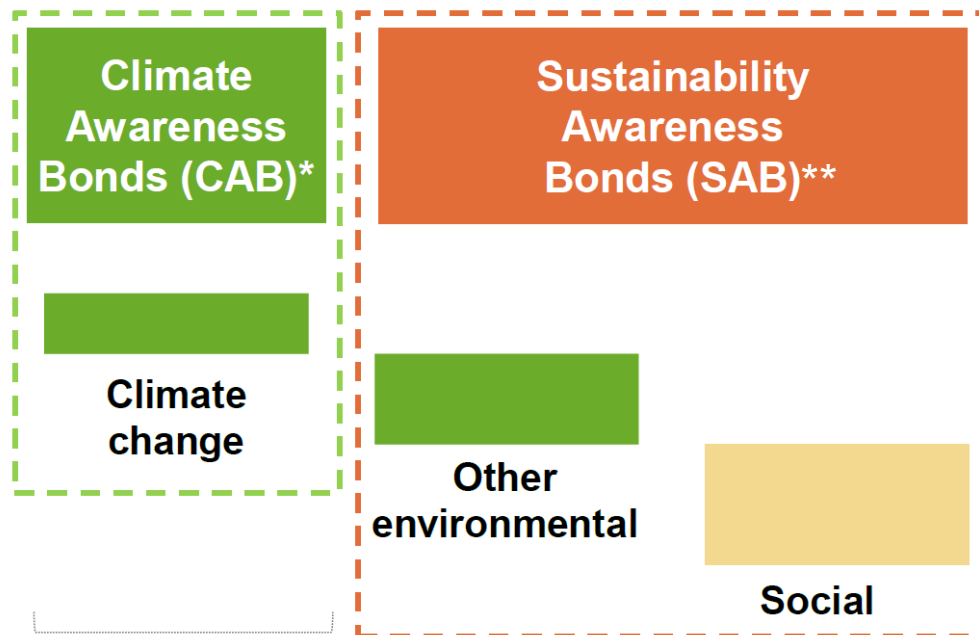 Climate
Awareness
Bonds (CAB)*
Sustainability
Awareness
Bonds (SAB)**
Climate
change
Other
environmental
Social